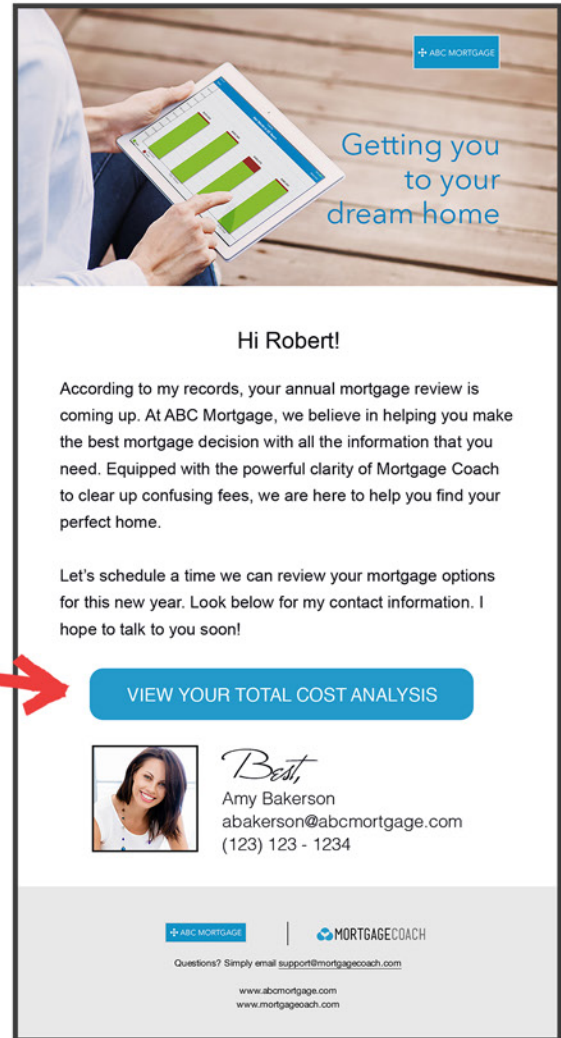 ABC MORTGAGE
Getting you
to your
dream home
Hi Robert!
According to my records, your annual mortgage review is
coming up. At ABC Mortgage, we believe in helping you make
the best mortgage decision with all the information that you
need. Equipped with the powerful clarity of Mortgage Coach
to clear up confusing fees, we are here to help you find your
perfect home.
Let's schedule a time we can review your mortgage options
for this new year. Look below for my contact information. I
hope to talk to you soon!
VIEW YOUR TOTAL COST ANALYSIS
Best,
Amy Bakerson
abakerson@abcmortgage.com
(123) 123 - 1234
ABC MORTGAGE
MORTGAGECOACH
Questions? Simply email support@mortgagecoach.com
www.abcmortgage.com
www.mortgageoach.com